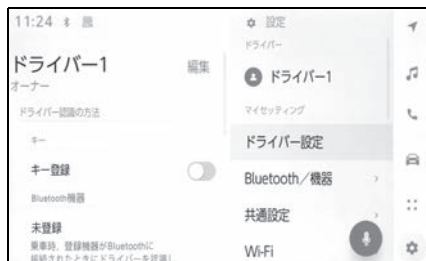 11:24
ドライバー1
編集
オーナー
ドライバー認識の方法
キー
キー登録
Bluetooth機器
未登録
乗車時、登録機器がBluetoothに
接続されたときにドライバーを認識し
設定
ドライバー
ドライバー1
マイセッティング
ドライバー設定
Bluetooth／機器
共通設定
Wi-Fi